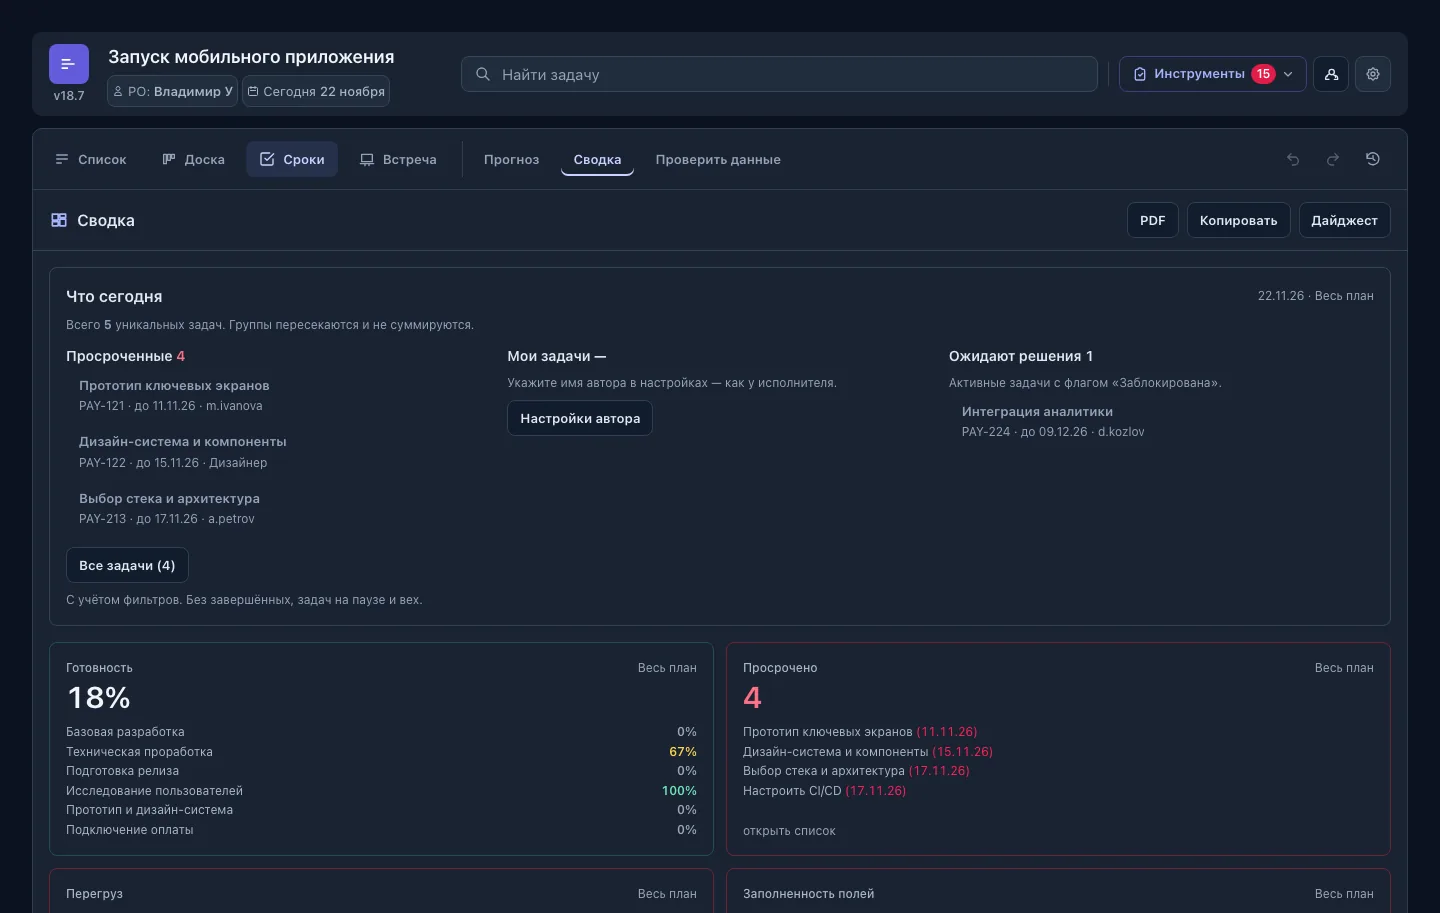 Запуск мобильного приложения
v18.7
PO: Владимир У
Сегодня 22 ноября
Найти задачу
Инструменты 15
Список
Доска
Сроки
Встреча
Прогноз
Сводка
Проверить данные
Сводка
PDF
Копировать
Дайджест
Что сегодня
22.11.26 · Весь план
Всего 5 уникальных задач. Группы пересекаются и не суммируются.
Просроченные 4
Прототип ключевых экранов
PAY-121 · до 11.11.26 · m.ivanova
Дизайн-система и компоненты
PAY-122 · до 15.11.26 · Дизайнер
Выбор стека и архитектура
PAY-213 · до 17.11.26 · a.petrov
Все задачи (4)
С учётом фильтров. Без завершённых, задач на паузе и вех.
Мои задачи —
Укажите имя автора в настройках — как у исполнителя.
Настройки автора
Ожидают решения 1
Активные задачи с флагом «Заблокирована».
Интеграция аналитики
PAY-224 · до 09.12.26 · d.kozlov
Готовность
Весь план
18%
Базовая разработка 0%
Техническая проработка 67%
Подготовка релиза 0%
Исследование пользователей 100%
Прототип и дизайн-система 0%
Подключение оплаты 0%
Просрочено
Весь план
4
Прототип ключевых экранов (11.11.26)
Дизайн-система и компоненты (15.11.26)
Выбор стека и архитектура (17.11.26)
Настроить CI/CD (17.11.26)
открыть список
Перегруз
Весь план
Заполненность полей
Весь план